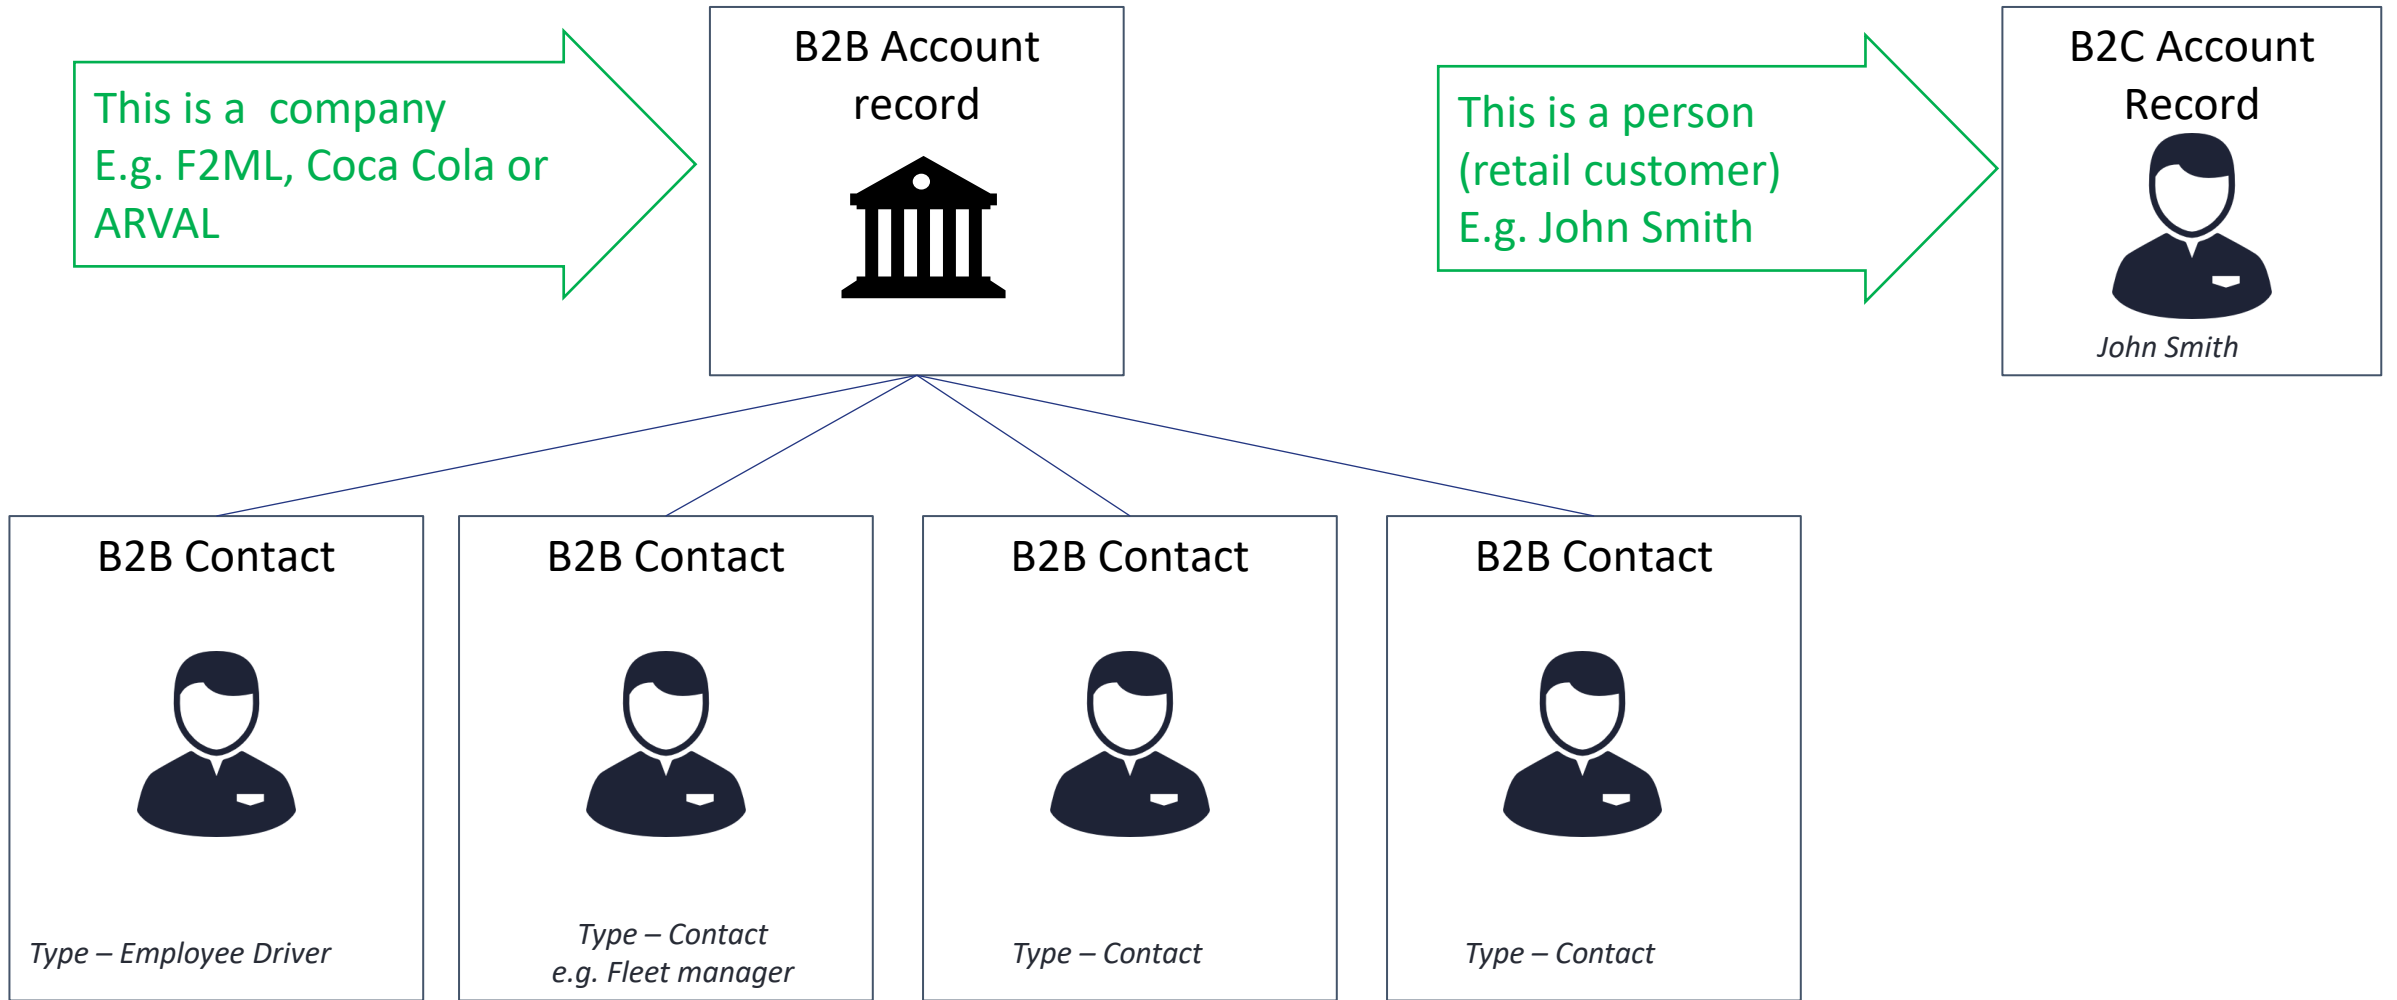 This is a  company
E.g. F2ML, Coca Cola or
ARVAL
B2B Account
record
This is a person
(retail customer)
E.g. John Smith
B2C Account
Record
John Smith
B2B Contact
Type – Employee Driver
B2B Contact
Type – Contact
e.g. Fleet manager
B2B Contact
Type – Contact
B2B Contact
Type – Contact